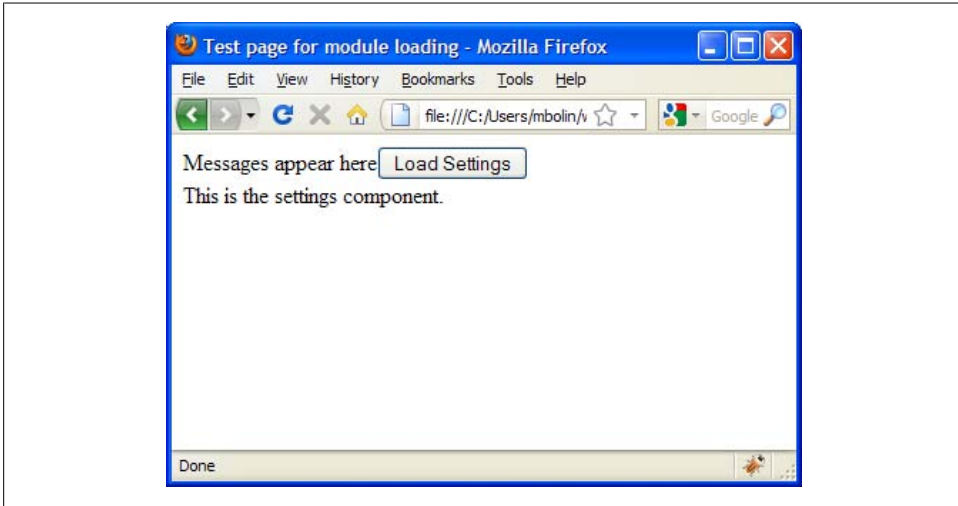 Test page for module loading - Mozilla Firefox
File Edit View History Bookmarks Tools Help
file:///C:/Users/mbolin/ Google
Messages appear here Load Settings
This is the settings component.
Done